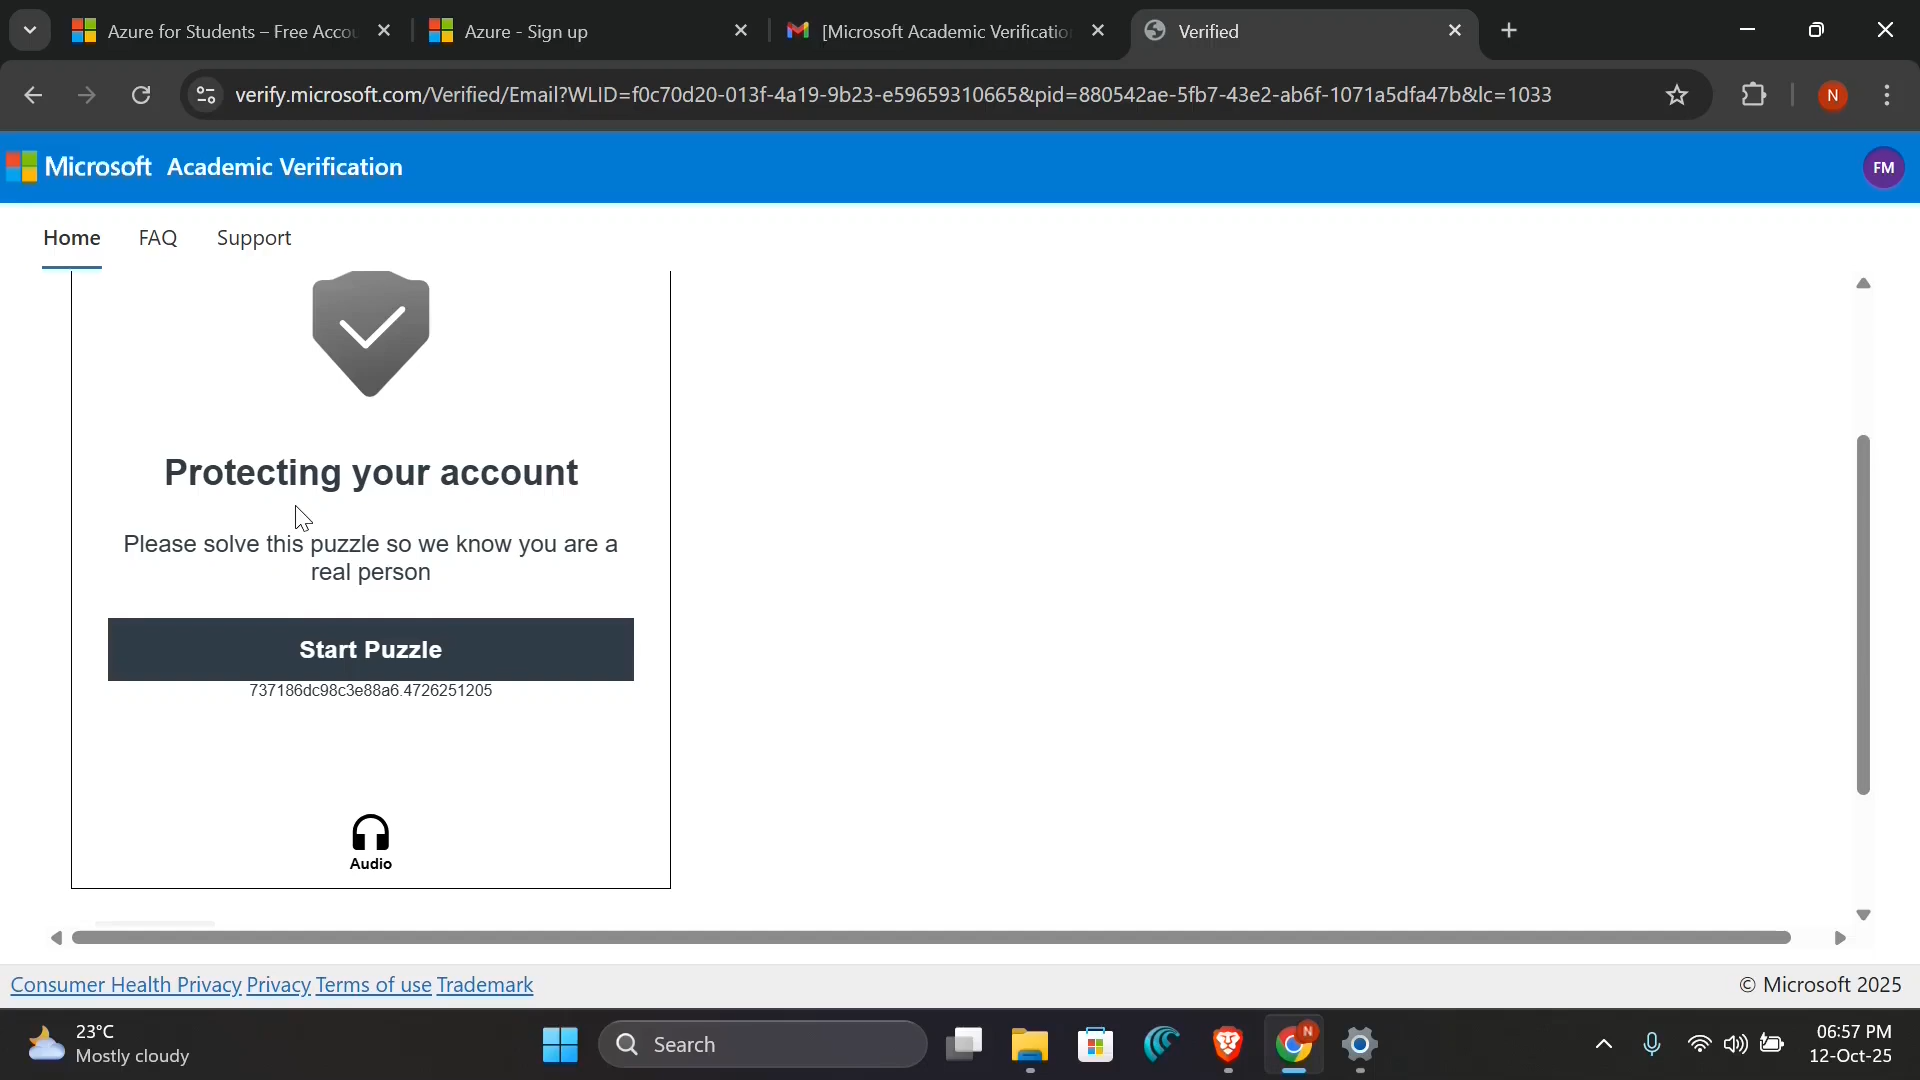 Azure for Students – Free Accou
Azure - Sign up
[Microsoft Academic Verificatio
Verified
verify.microsoft.com/Verified/Email?WLID=f0c70d20-013f-4a19-9b23-e59659310665&pid=880542ae-5fb7-43e2-ab6f-1071a5dfa47b&lc=1033
N
Microsoft Academic Verification
FM
Home FAQ Support
Protecting your account
Please solve this puzzle so we know you are a
real person
Start Puzzle
737186dc98c3e88a6.4726251205
Audio
Consumer Health Privacy Privacy Terms of use Trademark
© Microsoft 2025
23°C
Mostly cloudy
Search
N
06:57 PM
12-Oct-25